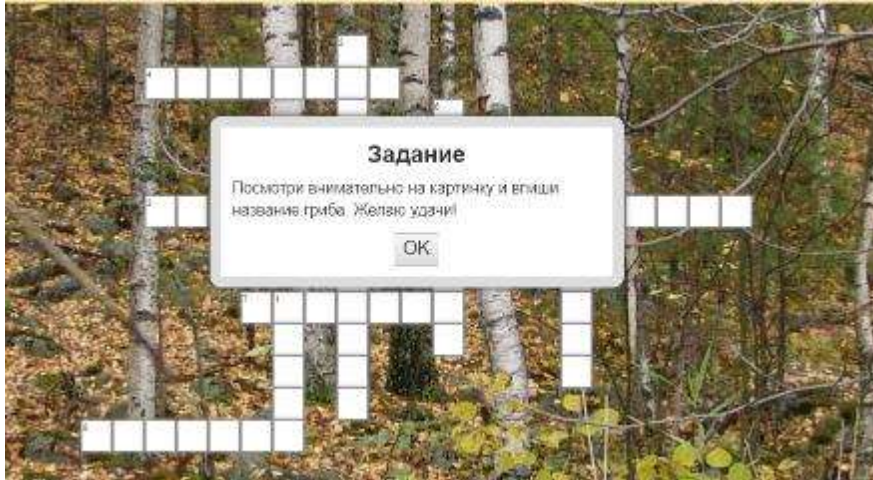 Задание
Посмотри внимательно на картинку и впиши
название гриба. Желаю удачи!
OK